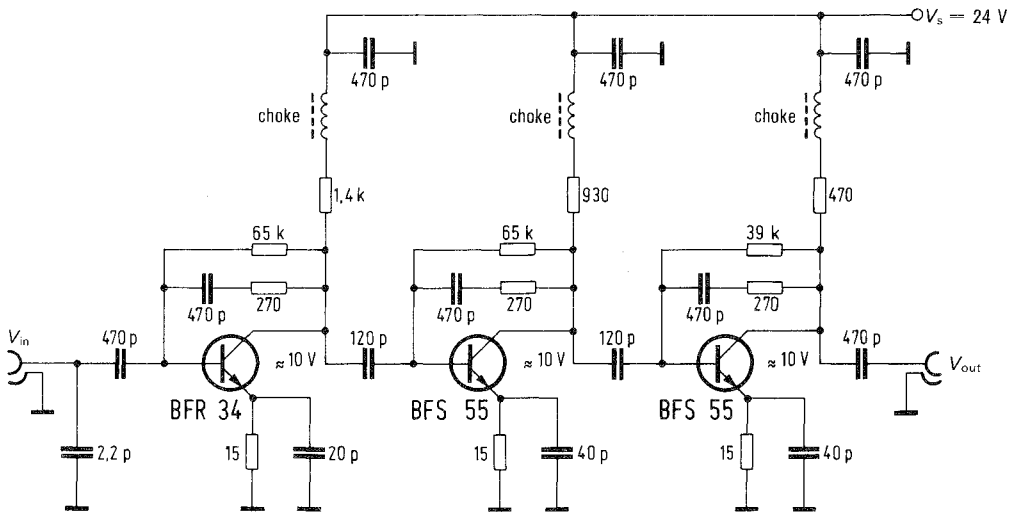 V_s = 24 V
470 p
470 p
470 p
choke
choke
choke
1,4 k
930
470
65 k
65 k
39 k
470 p
270
470 p
270
470 p
270
V_in
470 p
≈ 10 V
120 p
≈ 10 V
120 p
≈ 10 V
470 p
V_out
BFR 34
BFS 55
BFS 55
2,2 p
15
20 p
15
40 p
15
40 p